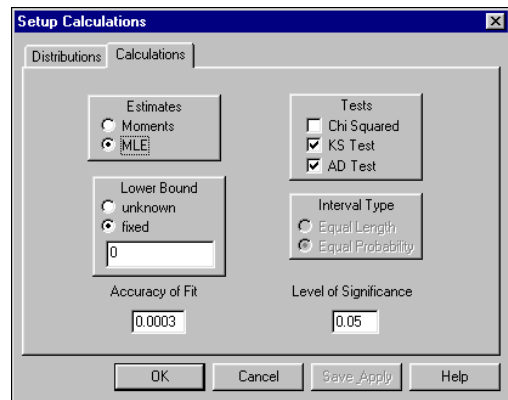 Setup Calculations
Distributions
Calculations
Estimates
Moments
MLE
Tests
Chi Squared
KS Test
AD Test
Lower Bound
unknown
fixed
0
Interval Type
Equal Length
Equal Probability
Accuracy of Fit
0.0003
Level of Significance
0.05
OK
Cancel
Save Apply
Help